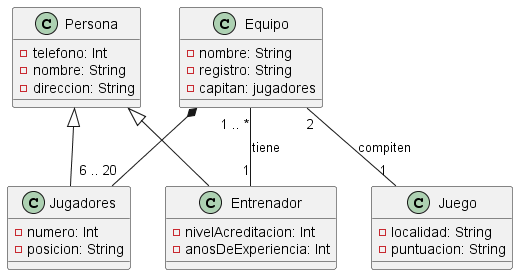 C Persona
telefono: Int
nombre: String
direccion: String
C Equipo
nombre: String
registro: String
capitan: jugadores
6 .. 20
1 .. *
tiene
1
2
compiten
1
C Jugadores
numero: Int
posicion: String
C Entrenador
nivelAcreditacion: Int
anosDeExperiencia: Int
C Juego
localidad: String
puntuacion: String